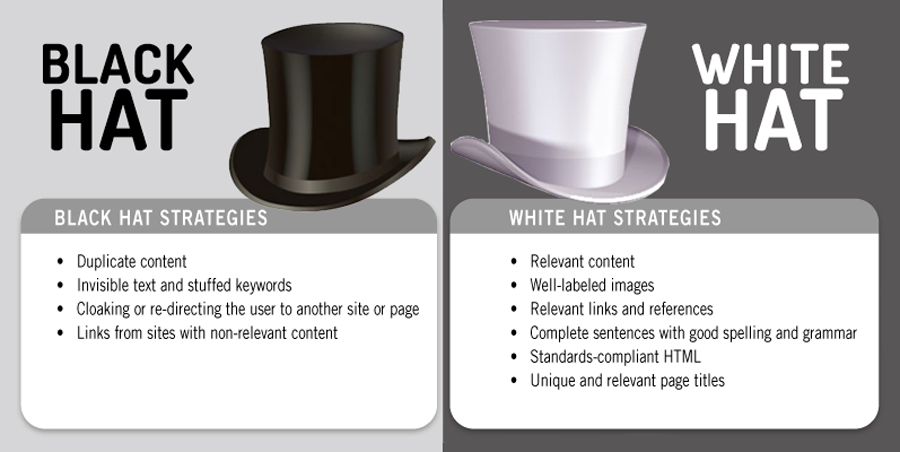 BLACK
HAT
BLACK HAT STRATEGIES
• Duplicate content
• Invisible text and stuffed keywords
• Cloaking or re-directing the user to another site or page
• Links from sites with non-relevant content
WHITE
HAT
WHITE HAT STRATEGIES
• Relevant content
• Well-labeled images
• Relevant links and references
• Complete sentences with good spelling and grammar
• Standards-compliant HTML
• Unique and relevant page titles